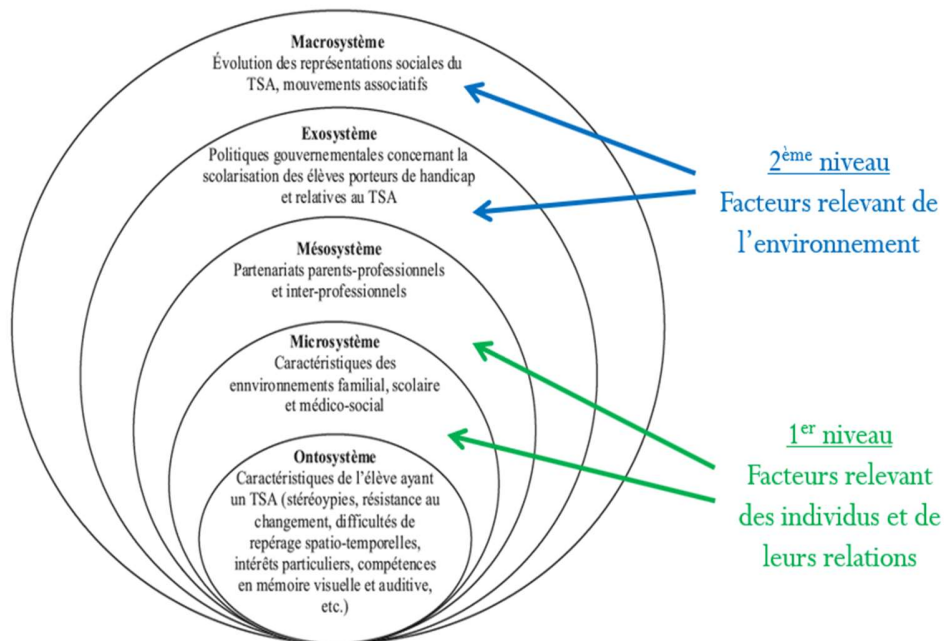 Macrosystème
Évolution des représentations sociales du
TSA, mouvements associatifs
Exosystème
Politiques gouvernementales concernant la
scolarisation des élèves porteurs de handicap
et relatives au TSA
Mésosystème
Partenariats parents-professionnels
et inter-professionnels
Microsystème
Caractéristiques des
ennvironnements familial, scolaire
et médico-social
Ontosystème
Caractéristiques de l’élève ayant
un TSA (stéréoypies, résistance au
changement, difficultés de
repérage spatio-temporelles,
intérêts particuliers, compétences
en mémoire visuelle et auditive,
etc.)
2ème niveau
Facteurs relevant de
l’environnement
1er niveau
Facteurs relevant
des individus et de
leurs relations